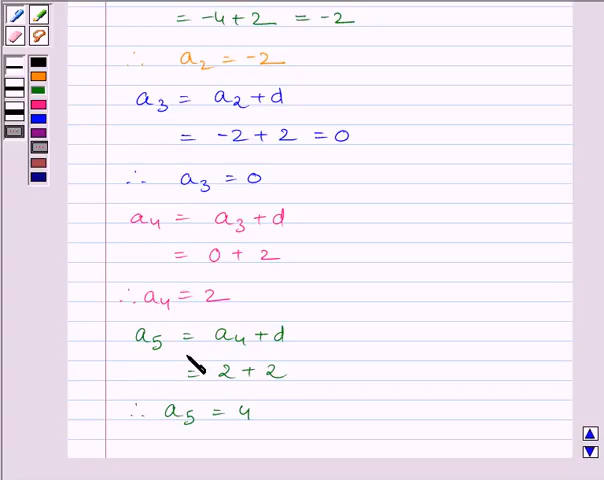 = -4 + 2 = -2
∴ a₂ = -2
a₃ = a₂ + d
= -2 + 2 = 0
∴ a₃ = 0
a₄ = a₃ + d
= 0 + 2
∴ a₄ = 2
a₅ = a₄ + d
= 2 + 2
∴ a₅ = 4